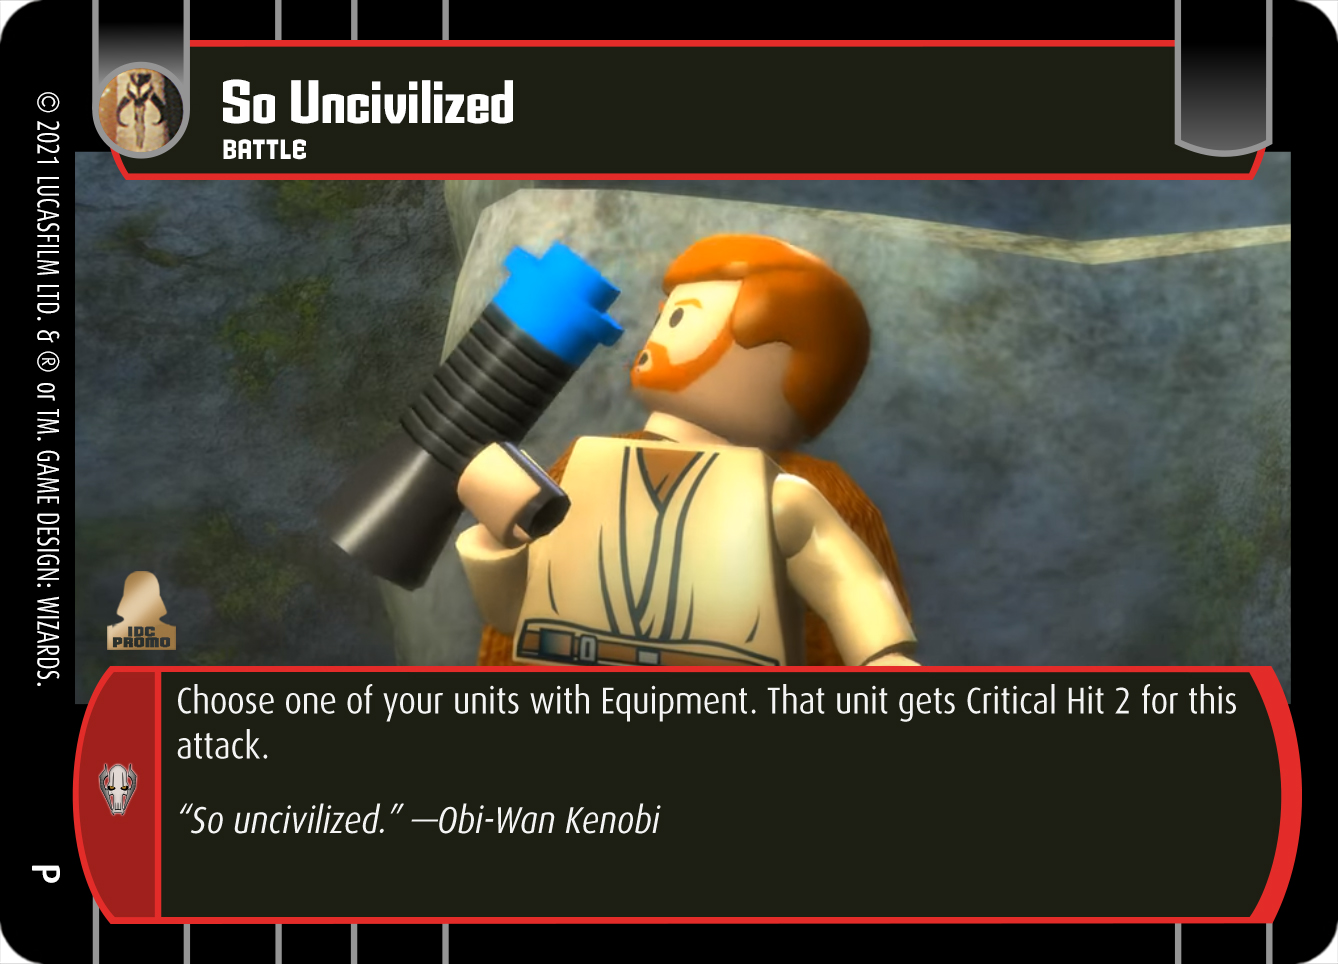 So Uncivilized
BATTLE
© 2021 LUCASFILM LTD. & ® or TM. GAME DESIGN: WIZARDS.
IDC
PROMO
Choose one of your units with Equipment. That unit gets Critical Hit 2 for this
attack.
“So uncivilized.” —Obi-Wan Kenobi
P